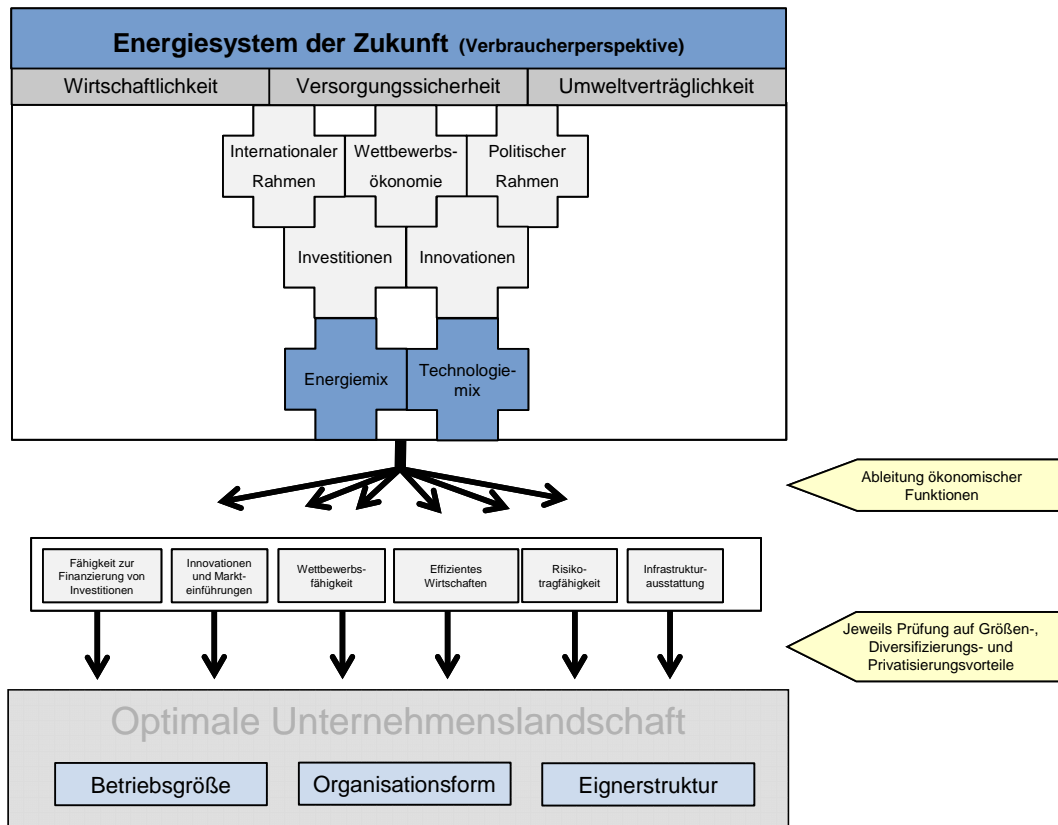 Energiesystem der Zukunft (Verbraucherperspektive)
Wirtschaftlichkeit
Versorgungssicherheit
Umweltverträglichkeit
Internationaler
Rahmen
Wettbewerbs-
ökonomie
Politischer
Rahmen
Investitionen
Innovationen
Energiemix
Technologie-
mix
Ableitung ökonomischer
Funktionen
Fähigkeit zur
Finanzierung von
Investitionen
Innovationen
und Markt-
einführungen
Wettbewerbs-
fähigkeit
Effizientes
Wirtschaften
Risiko-
tragfähigkeit
Infrastruktur-
ausstattung
Jeweils Prüfung auf Größen-,
Diversifizierungs- und
Privatisierungsvorteile
Optimale Unternehmenslandschaft
Betriebsgröße
Organisationsform
Eignerstruktur